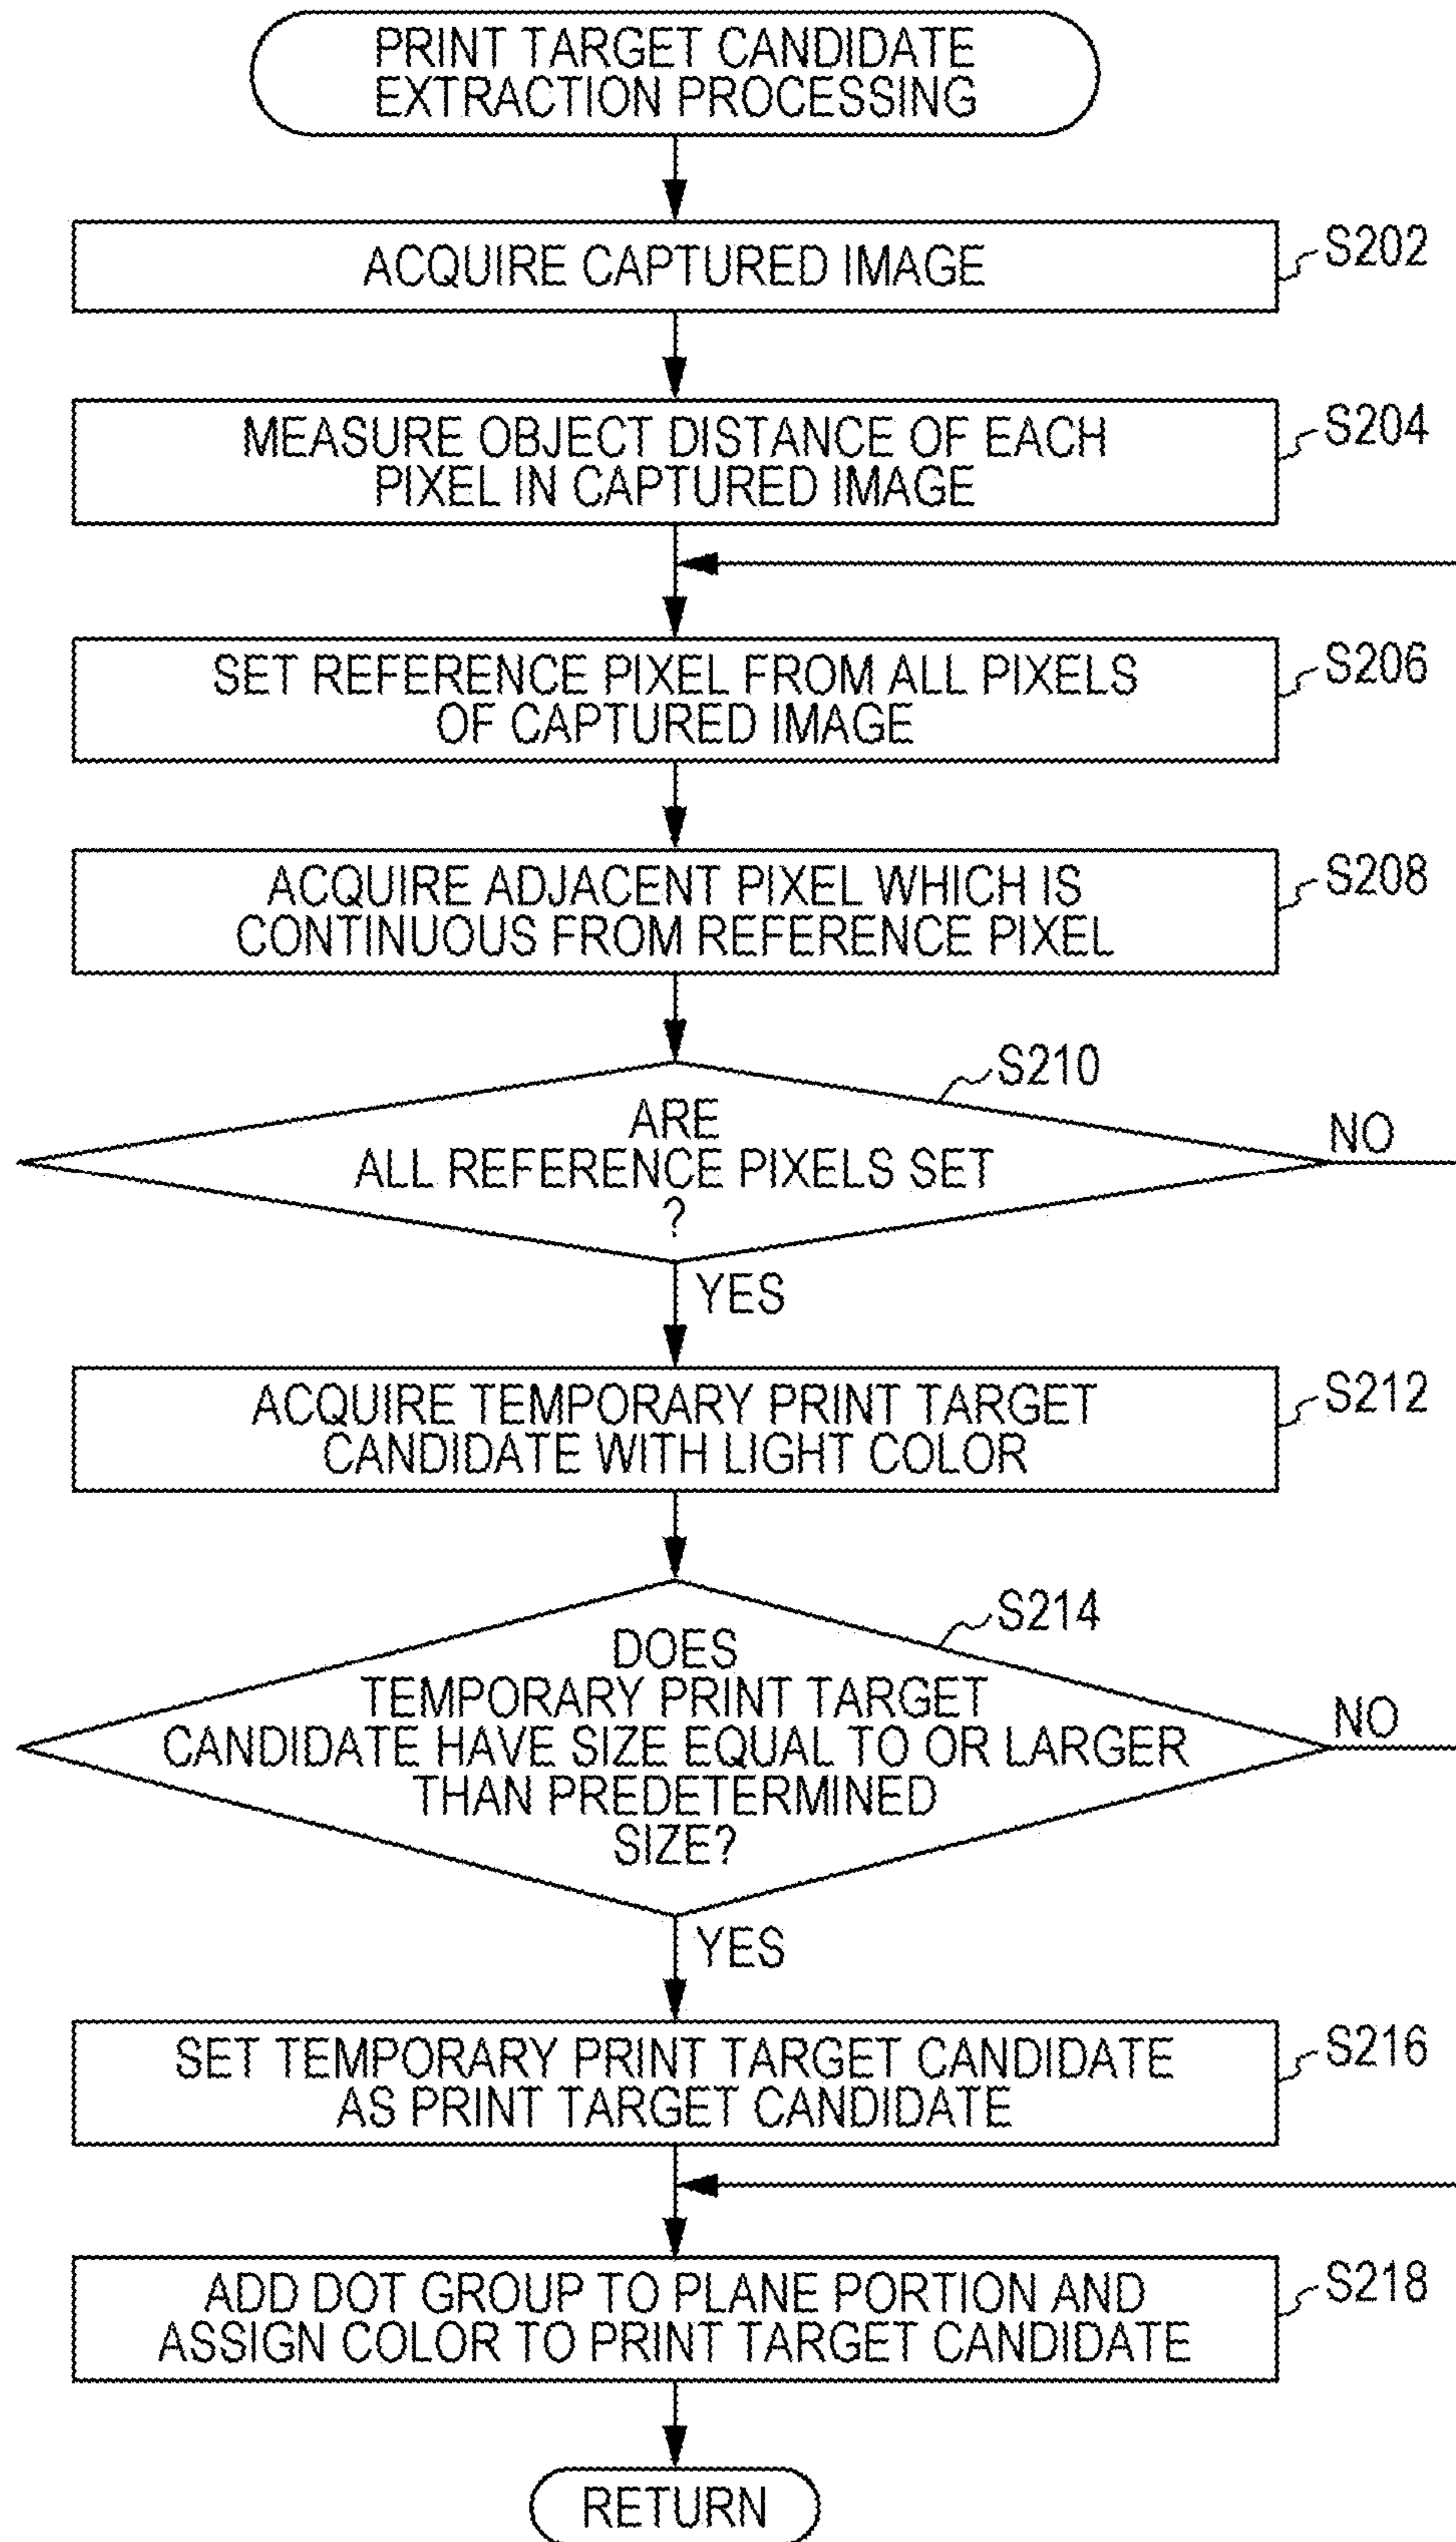 PRINT TARGET CANDIDATE
EXTRACTION PROCESSING
ACQUIRE CAPTURED IMAGE
S202
MEASURE OBJECT DISTANCE OF EACH
PIXEL IN CAPTURED IMAGE
S204
SET REFERENCE PIXEL FROM ALL PIXELS
OF CAPTURED IMAGE
S206
ACQUIRE ADJACENT PIXEL WHICH IS
CONTINUOUS FROM REFERENCE PIXEL
S208
S210
ARE
ALL REFERENCE PIXELS SET
?
NO
YES
ACQUIRE TEMPORARY PRINT TARGET
CANDIDATE WITH LIGHT COLOR
S212
S214
DOES
TEMPORARY PRINT TARGET
CANDIDATE HAVE SIZE EQUAL TO OR LARGER
THAN PREDETERMINED
SIZE?
NO
YES
SET TEMPORARY PRINT TARGET CANDIDATE
AS PRINT TARGET CANDIDATE
S216
ADD DOT GROUP TO PLANE PORTION AND
ASSIGN COLOR TO PRINT TARGET CANDIDATE
S218
RETURN